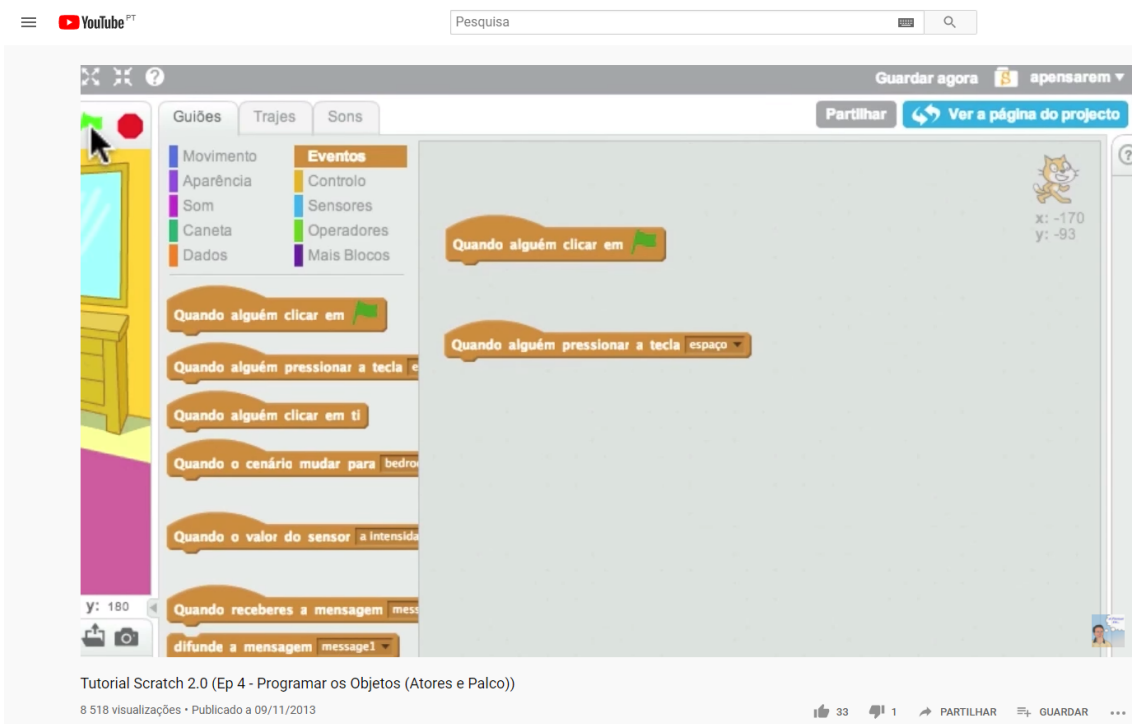 YouTube PT
Pesquisa
Guardar agora
apensarem
Guiões
Trajes
Sons
Partilhar
Ver a página do projecto
Movimento
Eventos
Aparência
Controlo
Som
Sensores
Caneta
Operadores
Dados
Mais Blocos
x: -170
y: -93
Quando alguém clicar em
Quando alguém pressionar a tecla espaço
Quando alguém clicar em
Quando alguém pressionar a tecla e
Quando alguém clicar em ti
Quando o cenário mudar para bedro
Quando o valor do sensor a intensida
Quando receberes a mensagem mess
difunde a mensagem message1
y: 180
Tutorial Scratch 2.0 (Ep 4 - Programar os Objetos (Atores e Palco))
8 518 visualizações • Publicado a 09/11/2013
33
1
PARTILHAR
GUARDAR